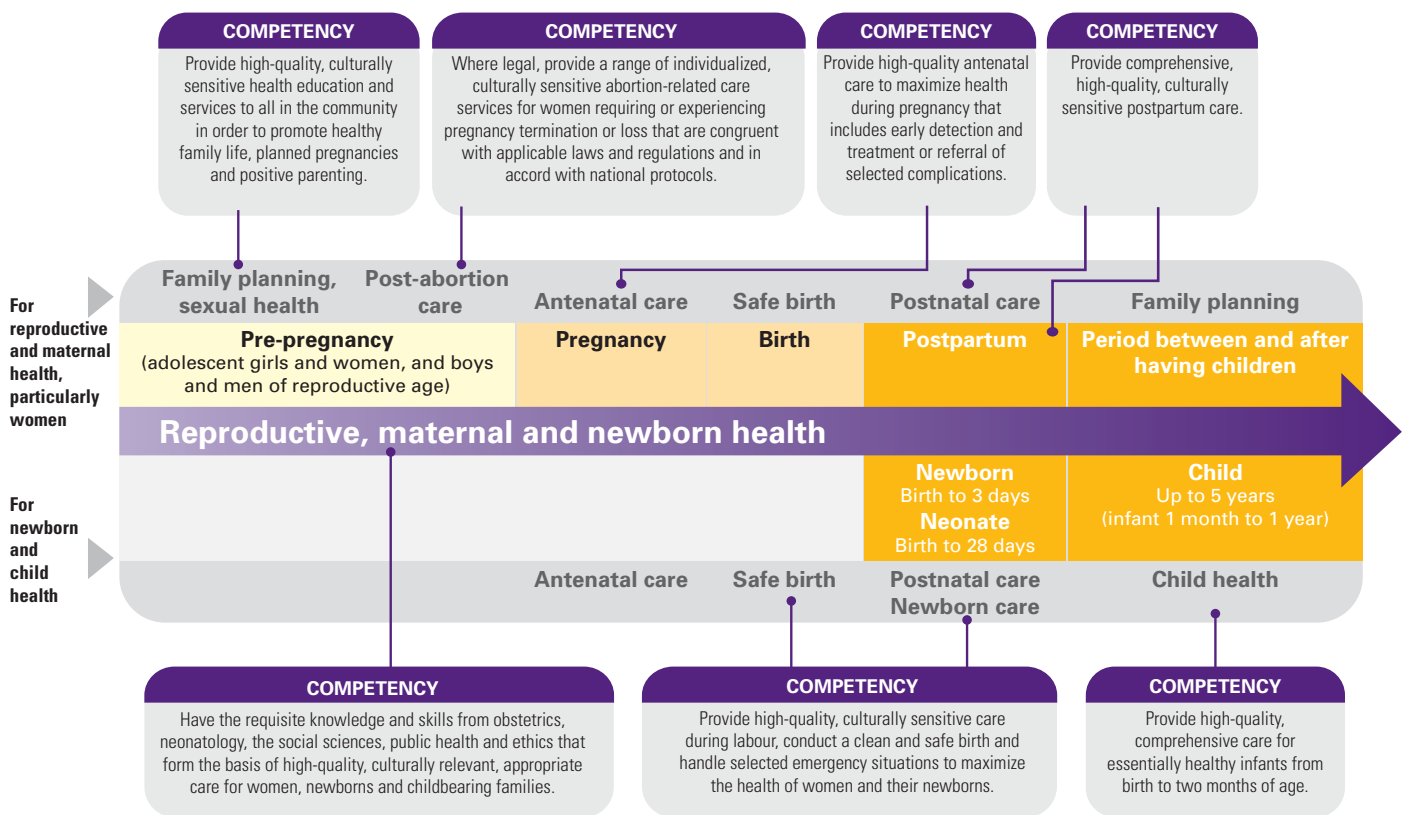 COMPETENCY
Provide high-quality, culturally
sensitive health education and
services to all in the community
in order to promote healthy
family life, planned pregnancies
and positive parenting.
COMPETENCY
Where legal, provide a range of individualized,
culturally sensitive abortion-related care
services for women requiring or experiencing
pregnancy termination or loss that are congruent
with applicable laws and regulations and in
accord with national protocols.
COMPETENCY
Provide high-quality antenatal
care to maximize health
during pregnancy that
includes early detection and
treatment or referral of
selected complications.
COMPETENCY
Provide comprehensive,
high-quality, culturally
sensitive postpartum care.
For
reproductive
and maternal
health,
particularly
women
Family planning,
sexual health
Post-abortion
care
Antenatal care
Safe birth
Postnatal care
Family planning
Pre-pregnancy
(adolescent girls and women, and boys
and men of reproductive age)
Pregnancy
Birth
Postpartum
Period between and after
having children
Reproductive, maternal and newborn health
For
newborn
and
child
health
Newborn
Birth to 3 days
Neonate
Birth to 28 days
Child
Up to 5 years
(infant 1 month to 1 year)
Antenatal care
Safe birth
Postnatal care
Newborn care
Child health
COMPETENCY
Have the requisite knowledge and skills from obstetrics,
neonatology, the social sciences, public health and ethics that
form the basis of high-quality, culturally relevant, appropriate
care for women, newborns and childbearing families.
COMPETENCY
Provide high-quality, culturally sensitive care
during labour, conduct a clean and safe birth and
handle selected emergency situations to maximize
the health of women and their newborns.
COMPETENCY
Provide high-quality,
comprehensive care for
essentially healthy infants from
birth to two months of age.